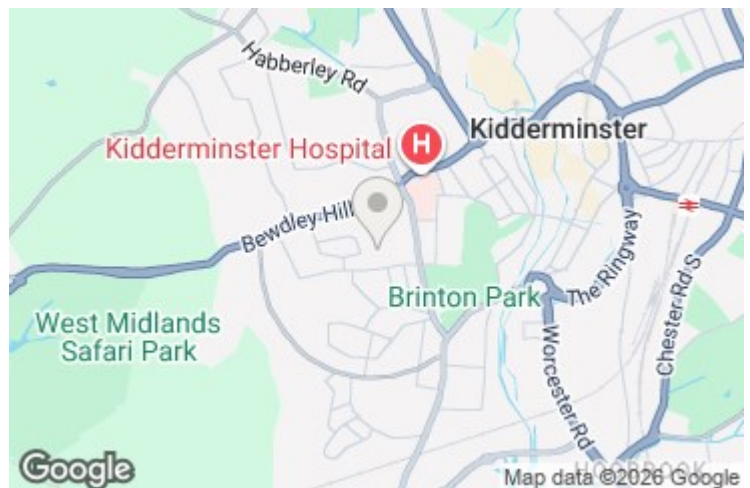 Habberley Rd
Kidderminster
Kidderminster Hospital
H
Bewdley Hill
Brinton Park
The Ringway
Chester Rd S
West Midlands
Safari Park
Worcester Rd
HOOBROOK
Google
Map data ©2026 Google